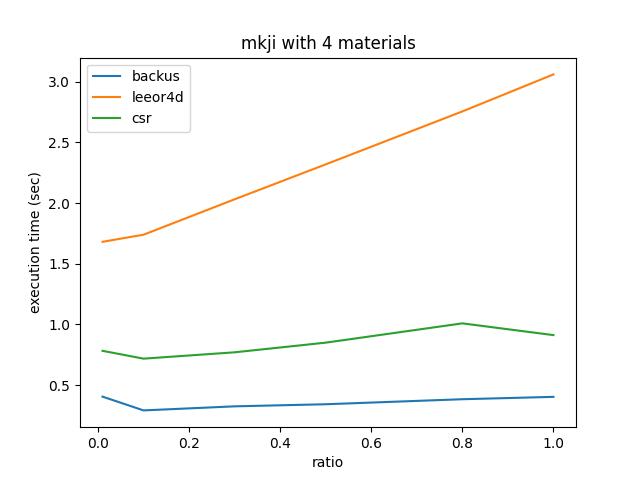 mkji with 4 materials
backus
leeor4d
csr
execution time (sec)
3.0
2.5
2.0
1.5
1.0
0.5
0.0 0.2 0.4 0.6 0.8 1.0
ratio